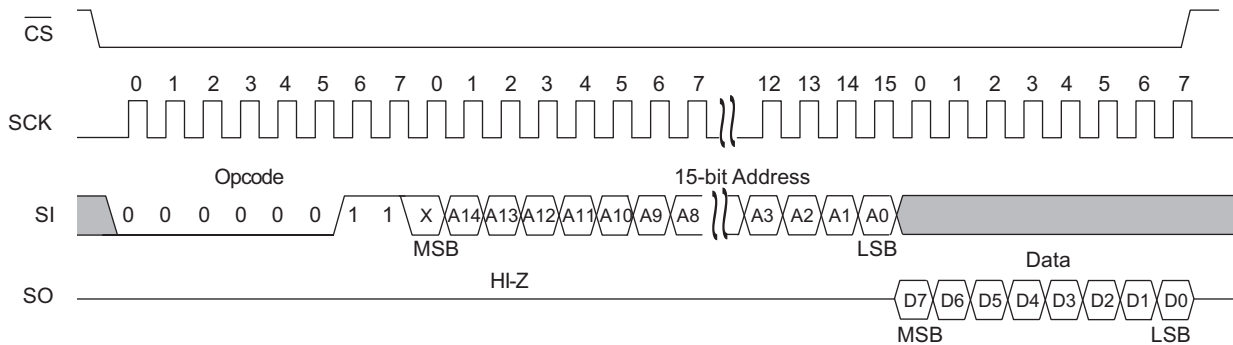 CS
0 1 2 3 4 5 6 7 0 1 2 3 4 5 6 7 12 13 14 15 0 1 2 3 4 5 6 7
SCK
Opcode 15-bit Address
SI 0 0 0 0 0 0 1 1 X A14 A13 A12 A11 A10 A9 A8 A3 A2 A1 A0
MSB LSB
HI-Z Data
SO D7 D6 D5 D4 D3 D2 D1 D0
MSB LSB